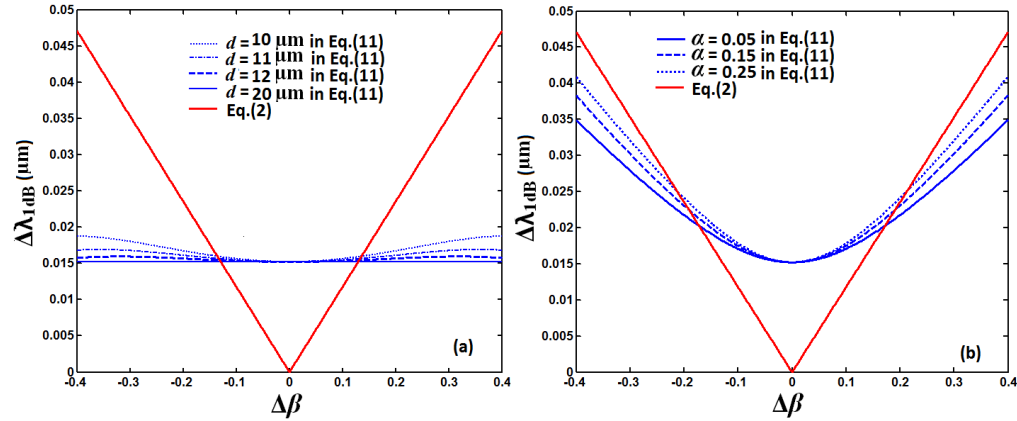 0.05
0.045
0.04
0.035
0.03
0.025
0.02
0.015
0.01
0.005
0
Δλ1dB (μm)
d = 10 μm in Eq.(11)
d = 11 μm in Eq.(11)
d = 12 μm in Eq.(11)
d = 20 μm in Eq.(11)
Eq.(2)
(a)
-0.4 -0.3 -0.2 -0.1 0 0.1 0.2 0.3 0.4
Δβ
0.05
0.045
0.04
0.035
0.03
0.025
0.02
0.015
0.01
0.005
0
Δλ1dB (μm)
α = 0.05 in Eq.(11)
α = 0.15 in Eq.(11)
α = 0.25 in Eq.(11)
Eq.(2)
(b)
-0.4 -0.3 -0.2 -0.1 0 0.1 0.2 0.3 0.4
Δβ